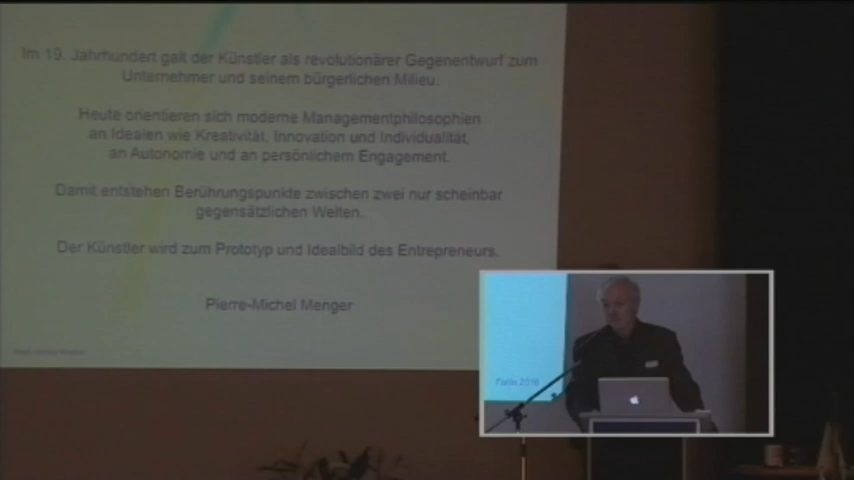 Im 19. Jahrhundert galt der Künstler als revolutionärer Gegenentwurf zum
Unternehmer und seinem bürgerlichen Milieu.
Heute orientieren sich moderne Managementphilosophien
an Idealen wie Kreativität, Innovation und Individualität,
an Autonomie und an persönlichem Engagement.
Damit entstehen Berührungspunkte zwischen zwei nur scheinbar
gegensätzlichen Welten.
Der Künstler wird zum Prototyp und Idealbild des Entrepreneurs.
Pierre-Michel Menger
2016